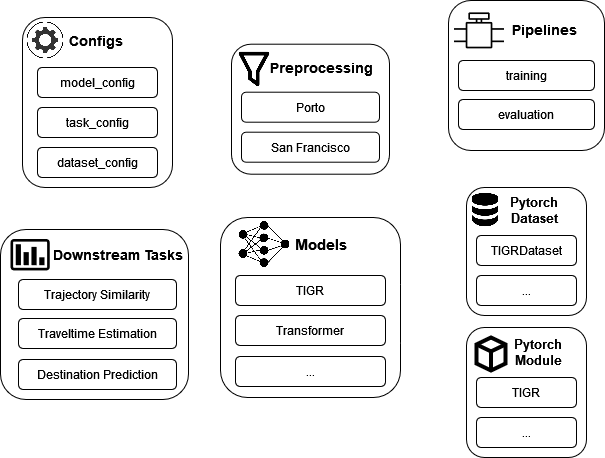 Configs
model_config
task_config
dataset_config
Preprocessing
Porto
San Francisco
Pipelines
training
evaluation
Downstream Tasks
Trajectory Similarity
Traveltime Estimation
Destination Prediction
Models
TIGR
Transformer
...
Pytorch
Dataset
TIGRDataset
...
Pytorch
Module
TIGR
...